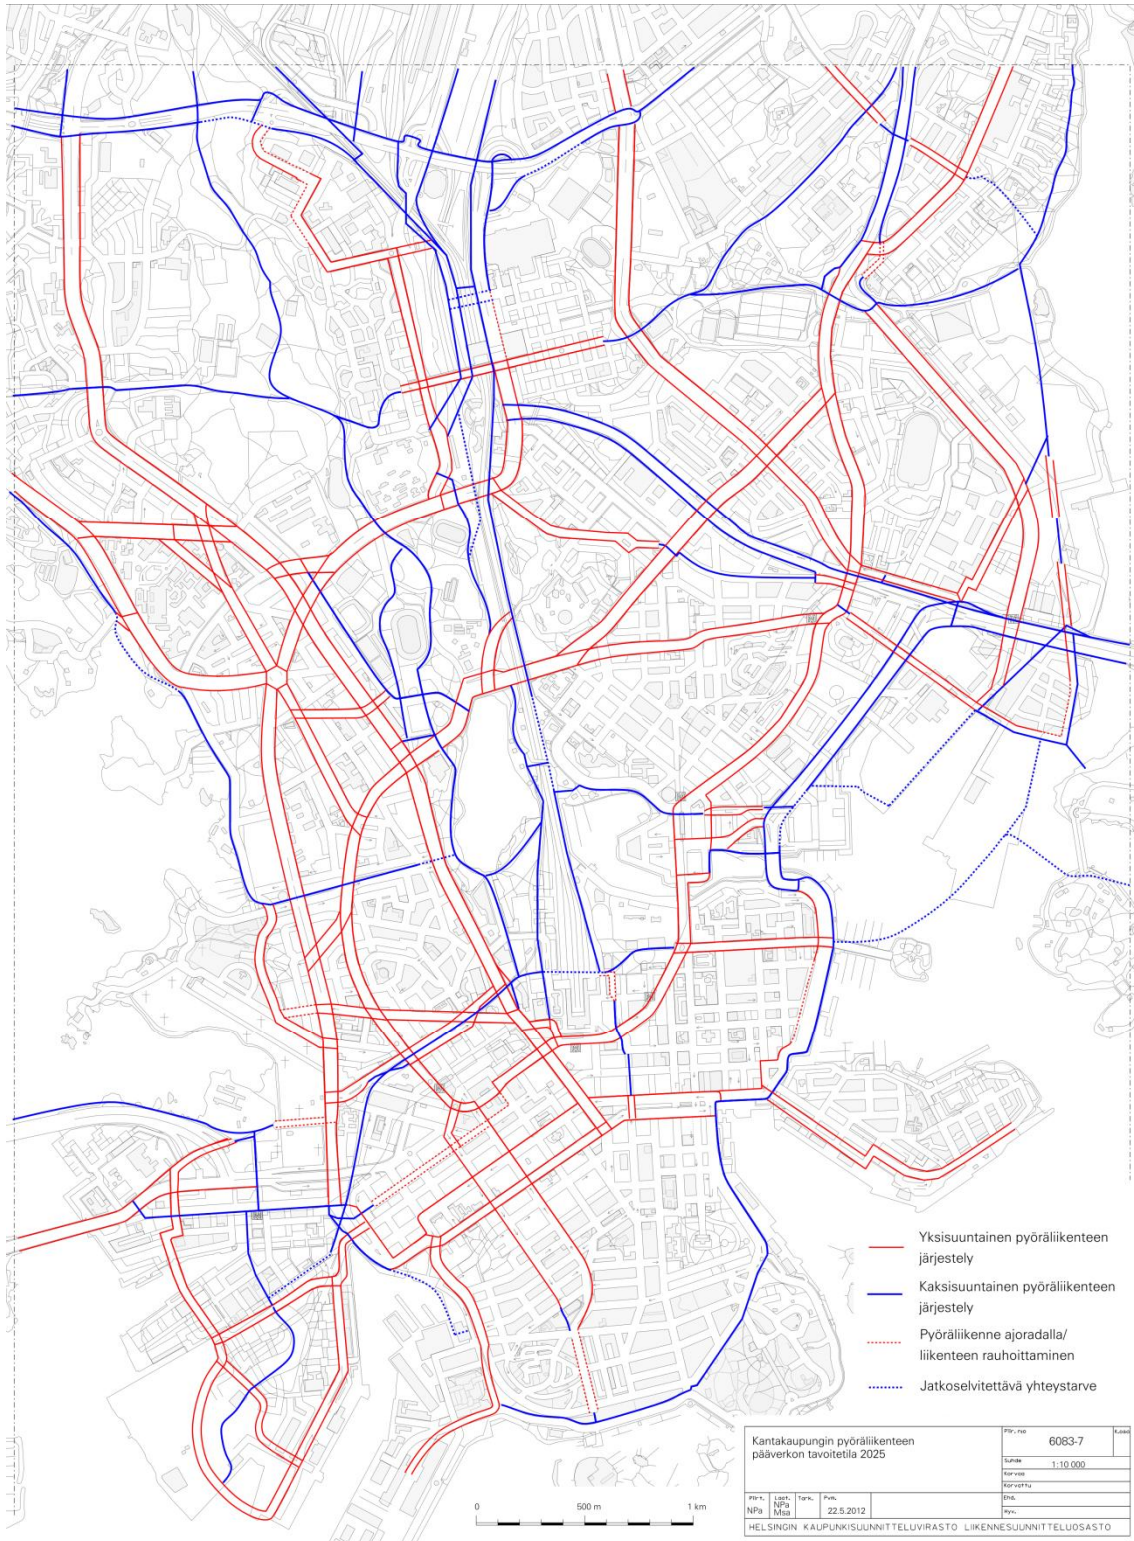 Yksisuuntainen pyöräliikenteen
järjestely
Kaksisuuntainen pyöräliikenteen
järjestely
Pyöräliikenne ajoradalla/
liikenteen rauhoittaminen
Jatkoselvitettävä yhteystarve
Kantakaupungin pyöräliikenteen
pääverkon tavoitetila 2025
Piir. no
6083-7
Suhde
1:10 000
Korvaa
Korvattu
Piirt.
NPa
Laat.
NPa
Msa
Tark.
Pvm.
22.5.2012
Ehd.
Hyv.
HELSINGIN KAUPUNKISUUNNITTELUVIRASTO LIIKENNESUUNNITTELUOSASTO
0
500 m
1 km